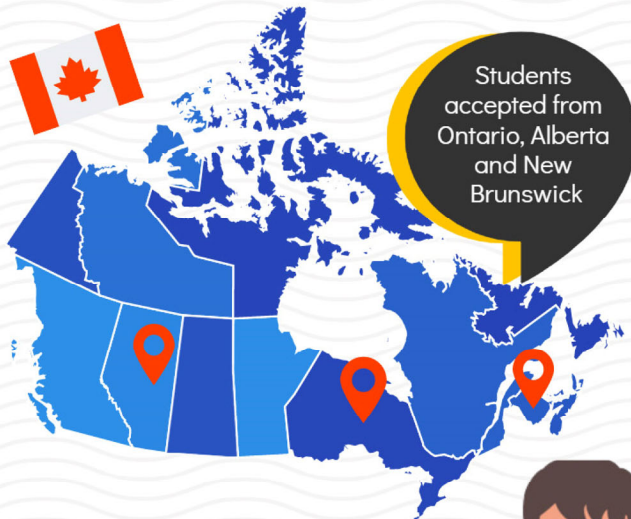 Students
accepted from
Ontario, Alberta
and New
Brunswick